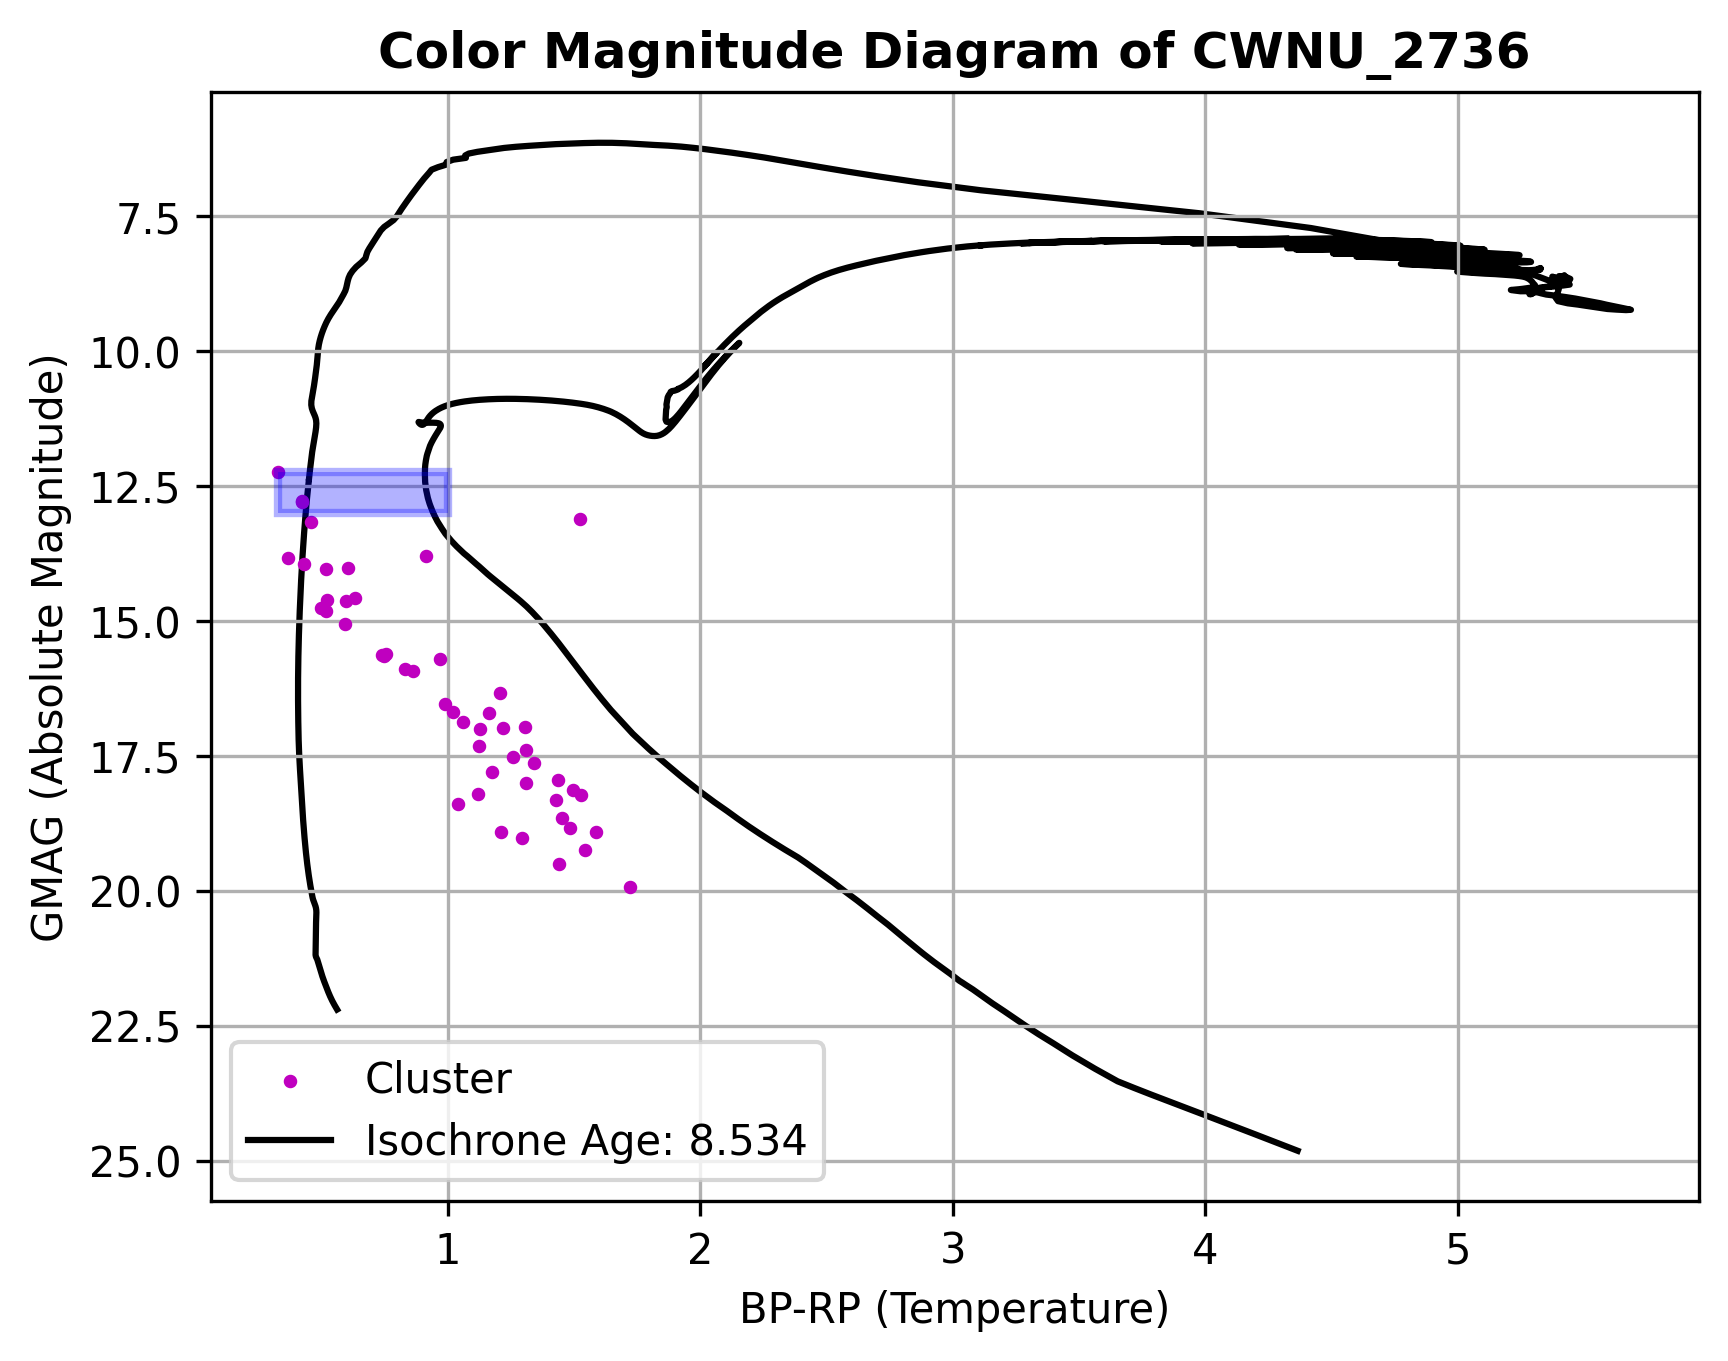 Color Magnitude Diagram of CWNU_2736
GMAG (Absolute Magnitude)
7.5
10.0
12.5
15.0
17.5
20.0
22.5
25.0
Cluster
Isochrone Age: 8.534
1 2 3 4 5
BP-RP (Temperature)